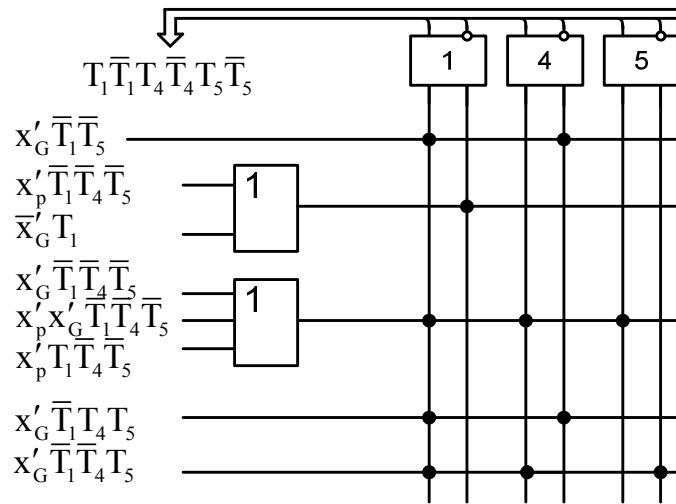 1 4 5
T₁T̅₁T₄T̅₄T₅T̅₅
x′_G T̅₁T̅₅
x′_p T̅₁T̅₄T̅₅
1
x̅′_G T₁
x′_G T̅₁T̅₄T̅₅
1
x′_p x′_G T̅₁T̅₄T̅₅
x′_p T₁T̅₄T̅₅
x′_G T̅₁T₄T₅
x′_G T̅₁T̅₄T₅